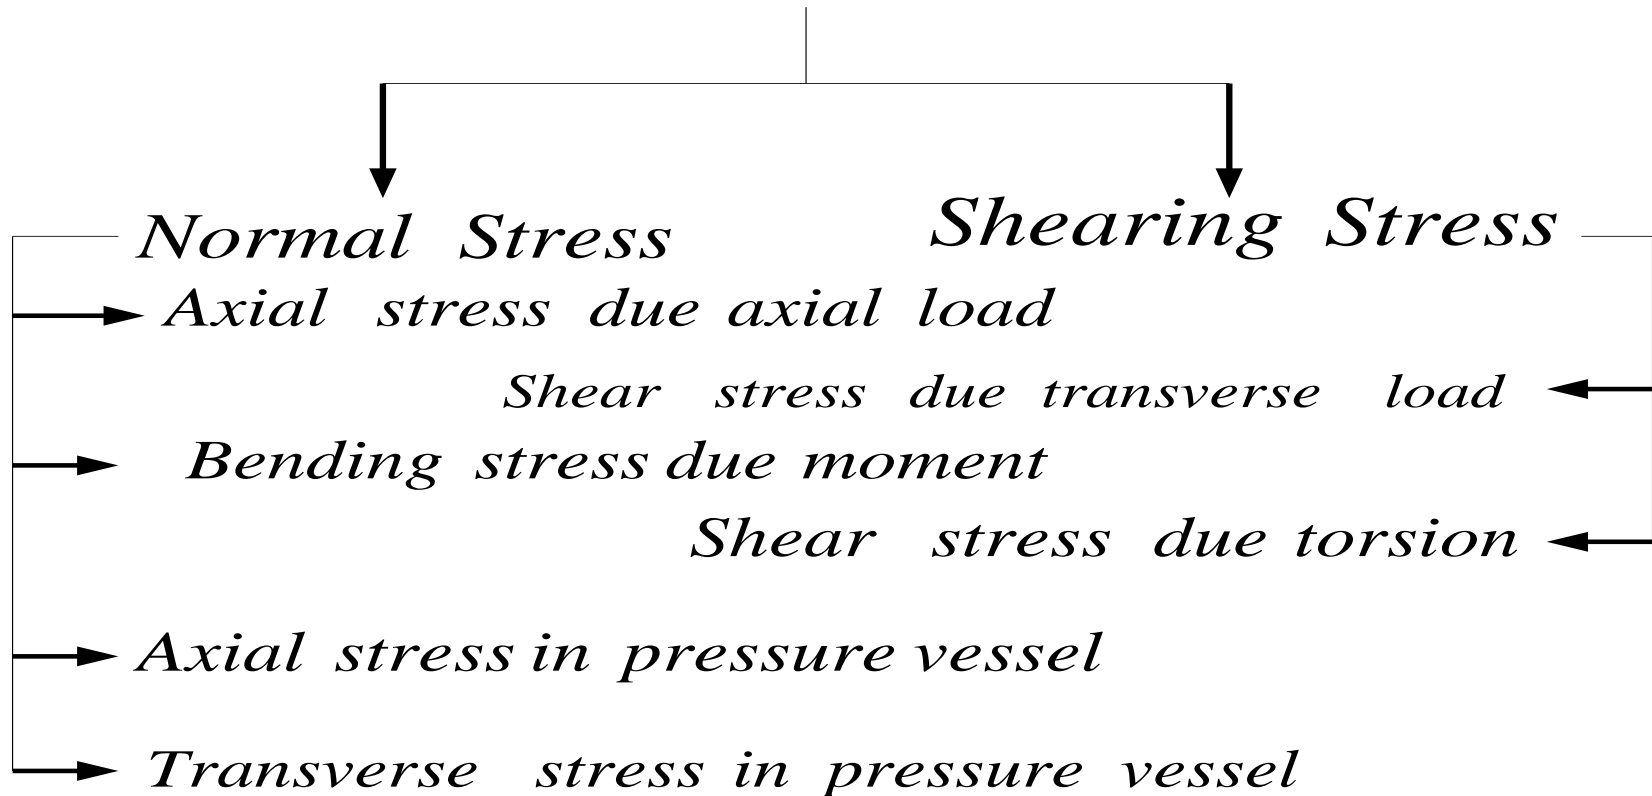 Normal Stress
Shearing Stress
Axial stress due axial load
Shear stress due transverse load
Bending stress due moment
Shear stress due torsion
Axial stress in pressure vessel
Transverse stress in pressure vessel